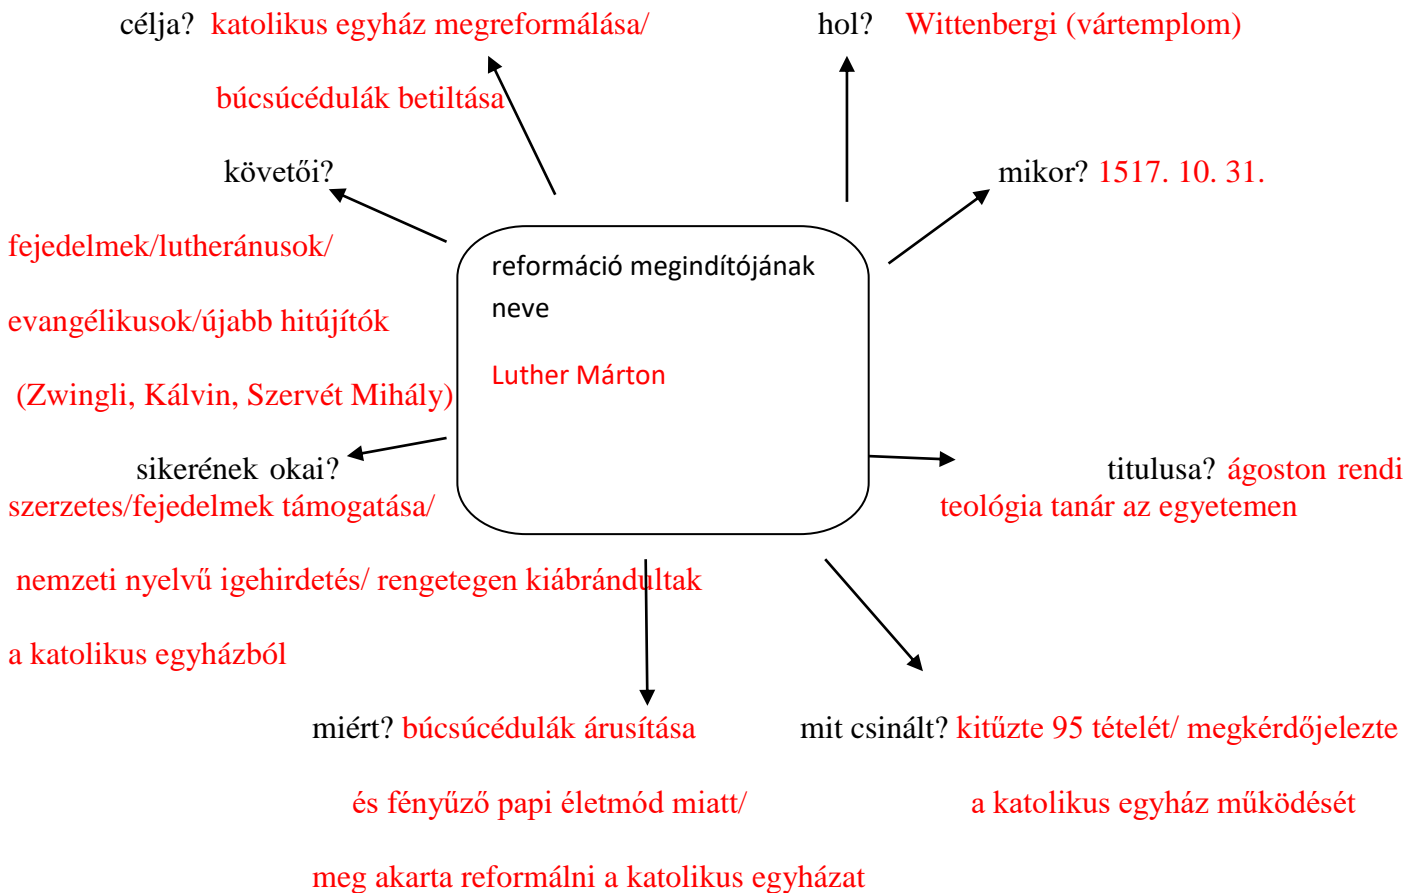 célja? katolikus egyház megreformálása/
búcsúcédulák betiltása
hol? Wittenbergi (vártemplom)
követői?
mikor? 1517. 10. 31.
fejedelmek/lutheránusok/
evangélikusok/újabb hitújítók
(Zwingli, Kálvin, Szervét Mihály)
reformáció megindítójának
neve
Luther Márton
sikerének okai?
titulusa? ágoston rendi
szerzetes/fejedelmek támogatása/
teológia tanár az egyetemen
nemzeti nyelvű igehirdetés/ rengetegen kiábrándultak
a katolikus egyházból
miért? búcsúcédulák árusítása
és fényűző papi életmód miatt/
meg akarta reformálni a katolikus egyházat
mit csinált? kitűzte 95 tételét/ megkérdőjelezte
a katolikus egyház működését